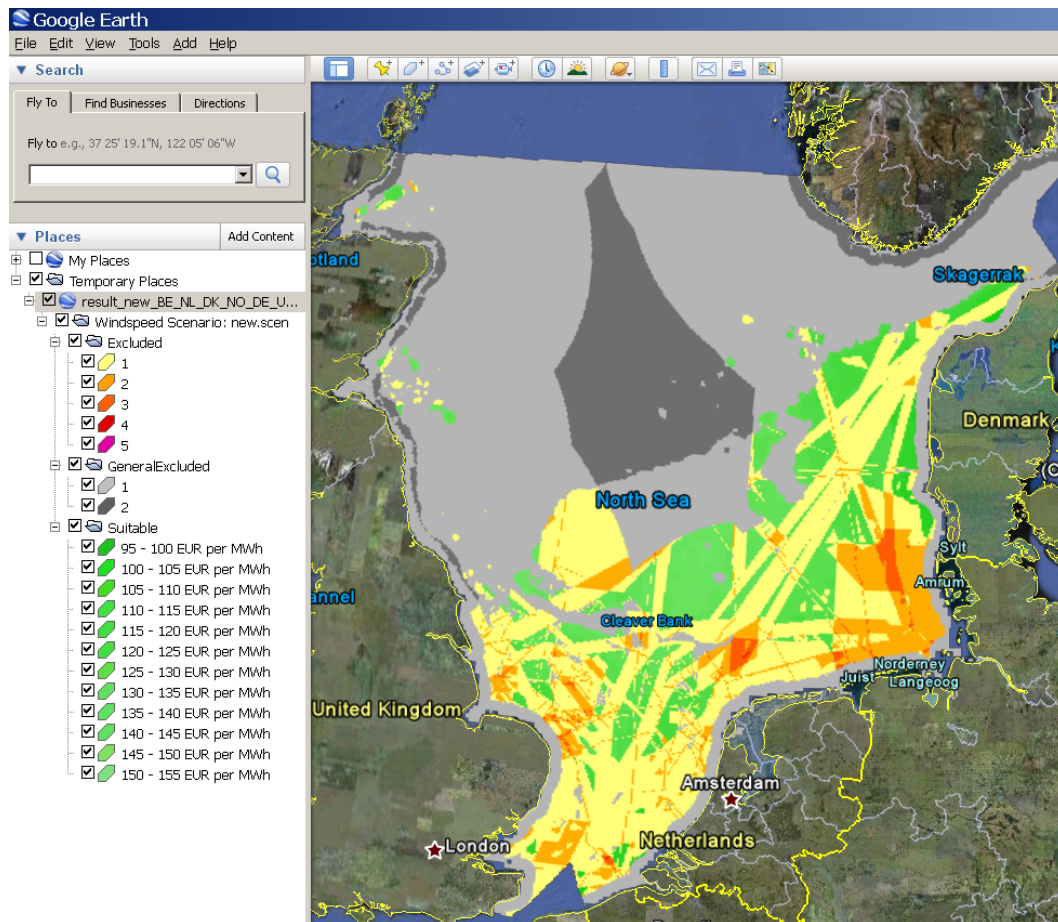 Google Earth
File Edit View Tools Add Help
Search
Fly To Find Businesses Directions
Fly to e.g., 37 25' 19.1"N, 122 05' 06"W
Places Add Content
My Places
Temporary Places
result_new_BE_NL_DK_NO_DE_U...
Windspeed Scenario: new.scen
Excluded
1
2
3
4
5
GeneralExcluded
1
2
Suitable
95 - 100 EUR per MWh
100 - 105 EUR per MWh
105 - 110 EUR per MWh
110 - 115 EUR per MWh
115 - 120 EUR per MWh
120 - 125 EUR per MWh
125 - 130 EUR per MWh
130 - 135 EUR per MWh
135 - 140 EUR per MWh
140 - 145 EUR per MWh
145 - 150 EUR per MWh
150 - 155 EUR per MWh
otland
Skagerrak
Denmark
North Sea
Sylt
Amrum
annel
Cleaver Bank
Norderney
Juist
Langeoog
United Kingdom
Amsterdam
London
Netherlands